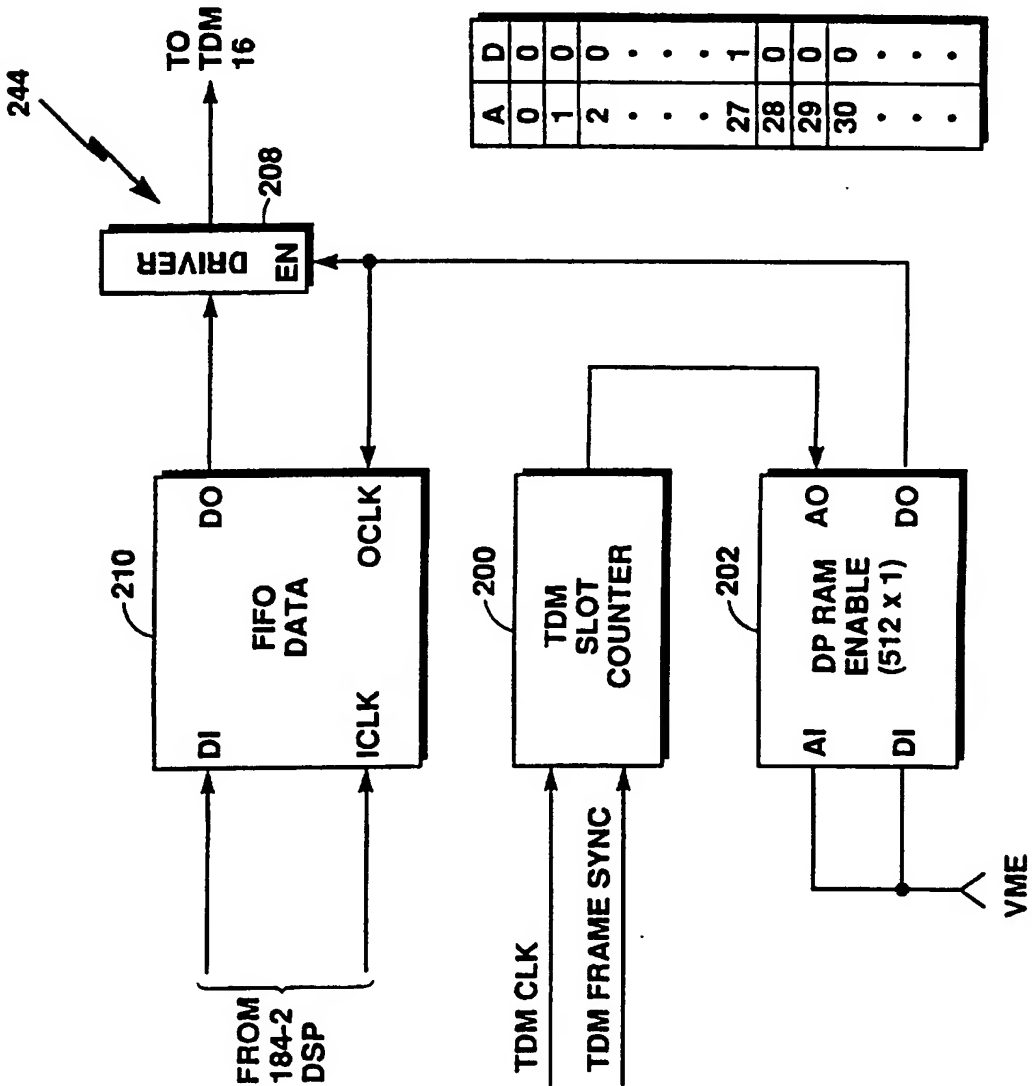 244
TO
TDM
16
208
DRIVER
EN
210
DI
DO
FIFO
DATA
ICLK
OCLK
FROM
184-2
DSP
200
TDM
SLOT
COUNTER
TDM CLK
TDM FRAME SYNC
202
AI
AO
DP RAM
ENABLE
(512 x 1)
DI
DO
VME
A D
0 0
1 0
2 0
· ·
· ·
· ·
27 1
28 0
29 0
30 0
· ·
· ·
· ·